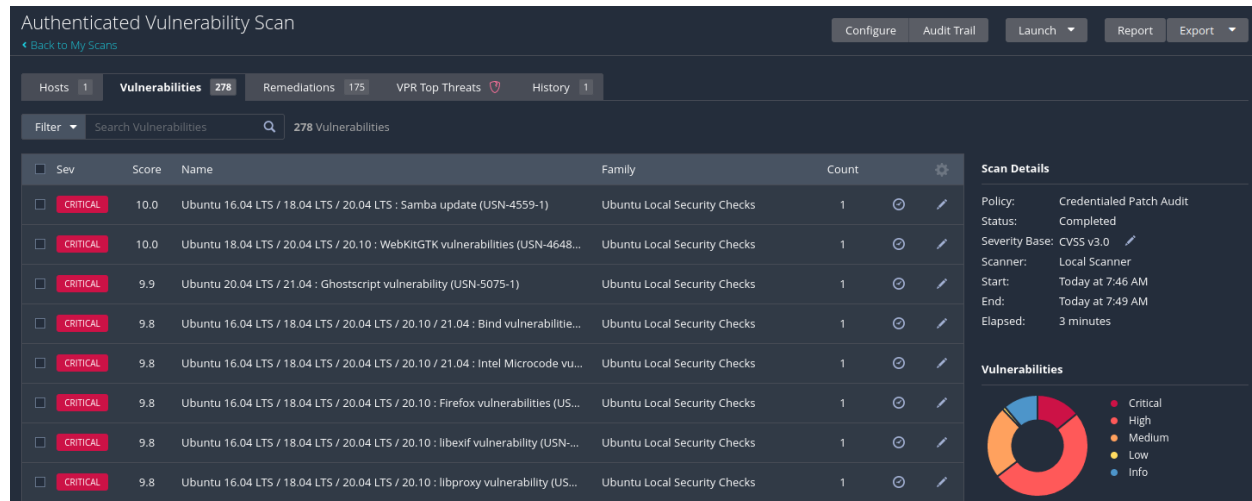 Authenticated Vulnerability Scan
Back to My Scans
Configure Audit Trail Launch Report Export
Hosts 1 Vulnerabilities 278 Remediations 175 VPR Top Threats History 1
Filter Search Vulnerabilities 278 Vulnerabilities
Sev Score Name Family Count
CRITICAL 10.0 Ubuntu 16.04 LTS / 18.04 LTS / 20.04 LTS : Samba update (USN-4559-1) Ubuntu Local Security Checks 1
CRITICAL 10.0 Ubuntu 18.04 LTS / 20.04 LTS / 20.10 : WebKitGTK vulnerabilities (USN-4648... Ubuntu Local Security Checks 1
CRITICAL 9.9 Ubuntu 20.04 LTS / 21.04 : Ghostscript vulnerability (USN-5075-1) Ubuntu Local Security Checks 1
CRITICAL 9.8 Ubuntu 16.04 LTS / 18.04 LTS / 20.04 LTS / 20.10 / 21.04 : Bind vulnerabilitie... Ubuntu Local Security Checks 1
CRITICAL 9.8 Ubuntu 16.04 LTS / 18.04 LTS / 20.04 LTS / 20.10 / 21.04 : Intel Microcode vu... Ubuntu Local Security Checks 1
CRITICAL 9.8 Ubuntu 16.04 LTS / 18.04 LTS / 20.04 LTS / 20.10 : Firefox vulnerabilities (US... Ubuntu Local Security Checks 1
CRITICAL 9.8 Ubuntu 16.04 LTS / 18.04 LTS / 20.04 LTS / 20.10 : libexif vulnerability (USN-... Ubuntu Local Security Checks 1
CRITICAL 9.8 Ubuntu 16.04 LTS / 18.04 LTS / 20.04 LTS / 20.10 : libproxy vulnerability (US... Ubuntu Local Security Checks 1
Scan Details
Policy: Credentialed Patch Audit
Status: Completed
Severity Base: CVSS v3.0
Scanner: Local Scanner
Start: Today at 7:46 AM
End: Today at 7:49 AM
Elapsed: 3 minutes
Vulnerabilities
Critical
High
Medium
Low
Info